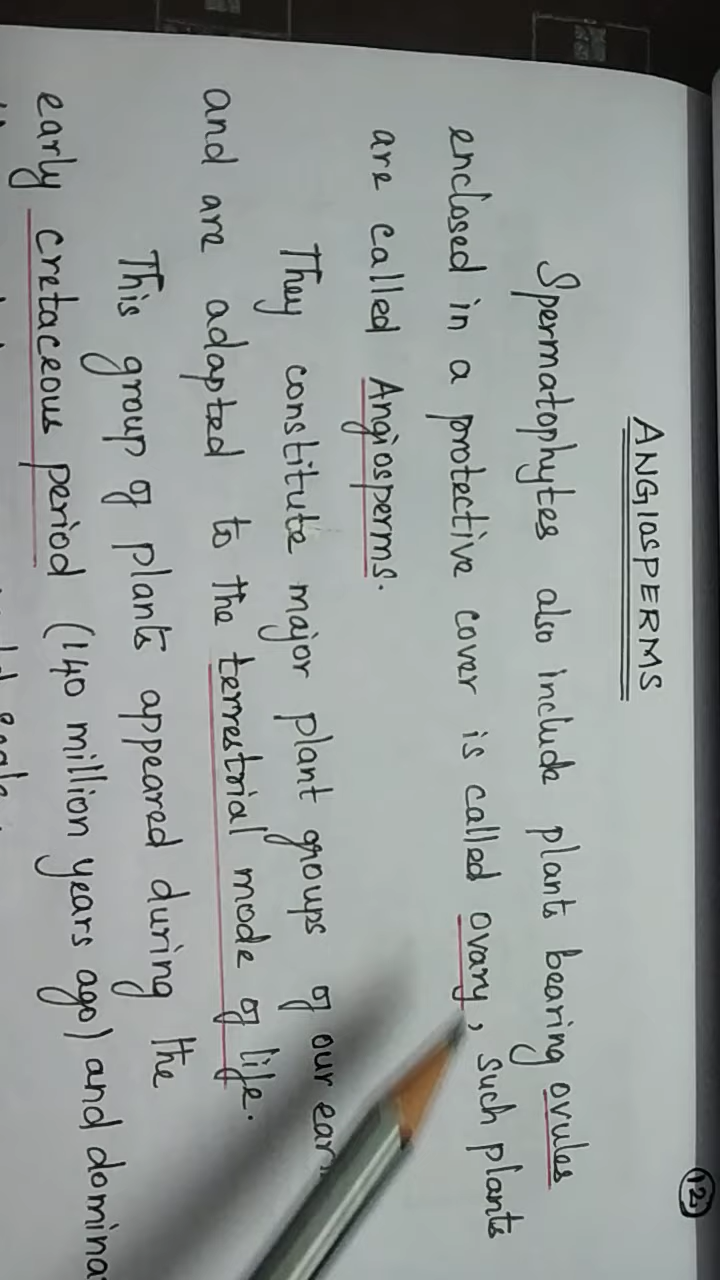 12
ANGIOSPERMS
Spermatophytes also include plants bearing ovules
enclosed in a protective cover is called ovary, such plants
are called Angiosperms.
They constitute major plant groups of our
and are adapted to the terrestrial mode of life.
This group of plants appeared during the
early cretaceous period (140 million years ago) and